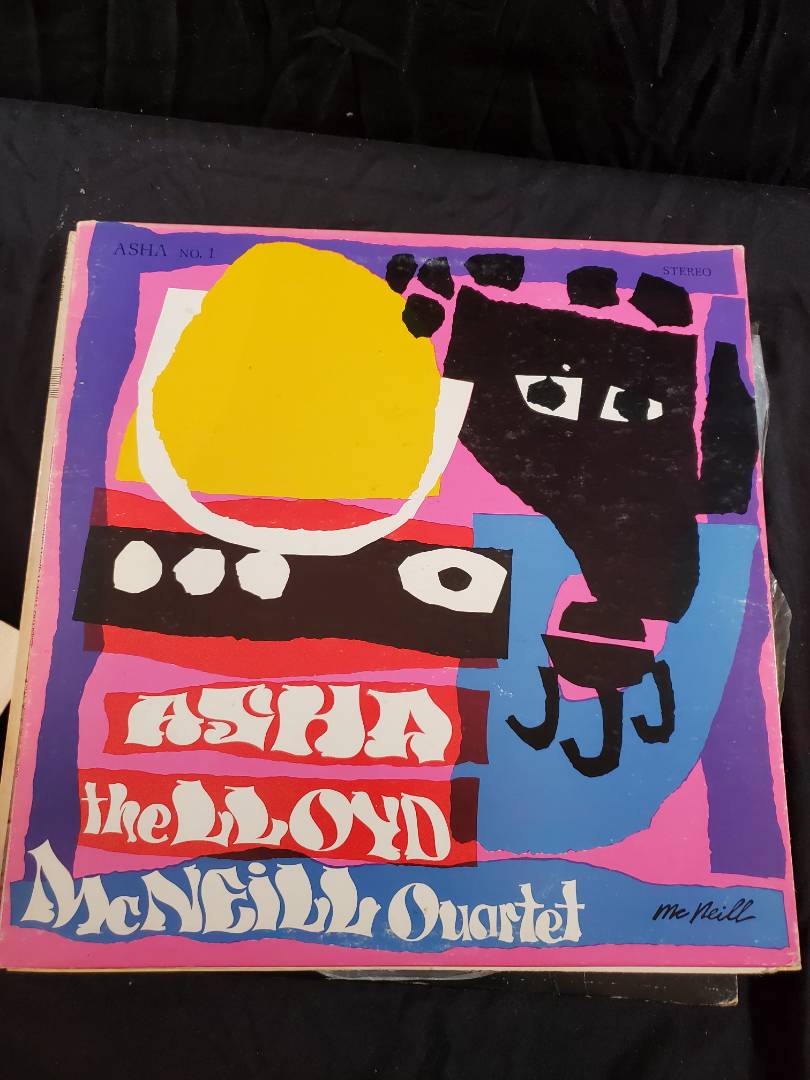 ASHA NO. 1
STEREO
ASHA
the LLOYD
McNEiLL Quartet
Mc Neill